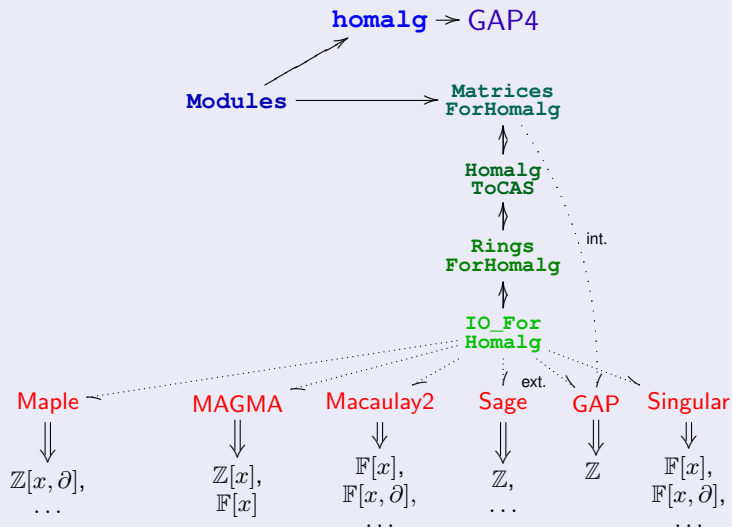 homalg GAP4
Modules
Matrices
ForHomalg
Homalg
ToCAS
int.
Rings
ForHomalg
IO_For
Homalg
ext.
Maple MAGMA Macaulay2 Sage GAP Singular
ℤ[x, ∂],
...
ℤ[x],
𝔽[x]
𝔽[x],
𝔽[x, ∂],
...
ℤ,
...
ℤ
𝔽[x],
𝔽[x, ∂],
...